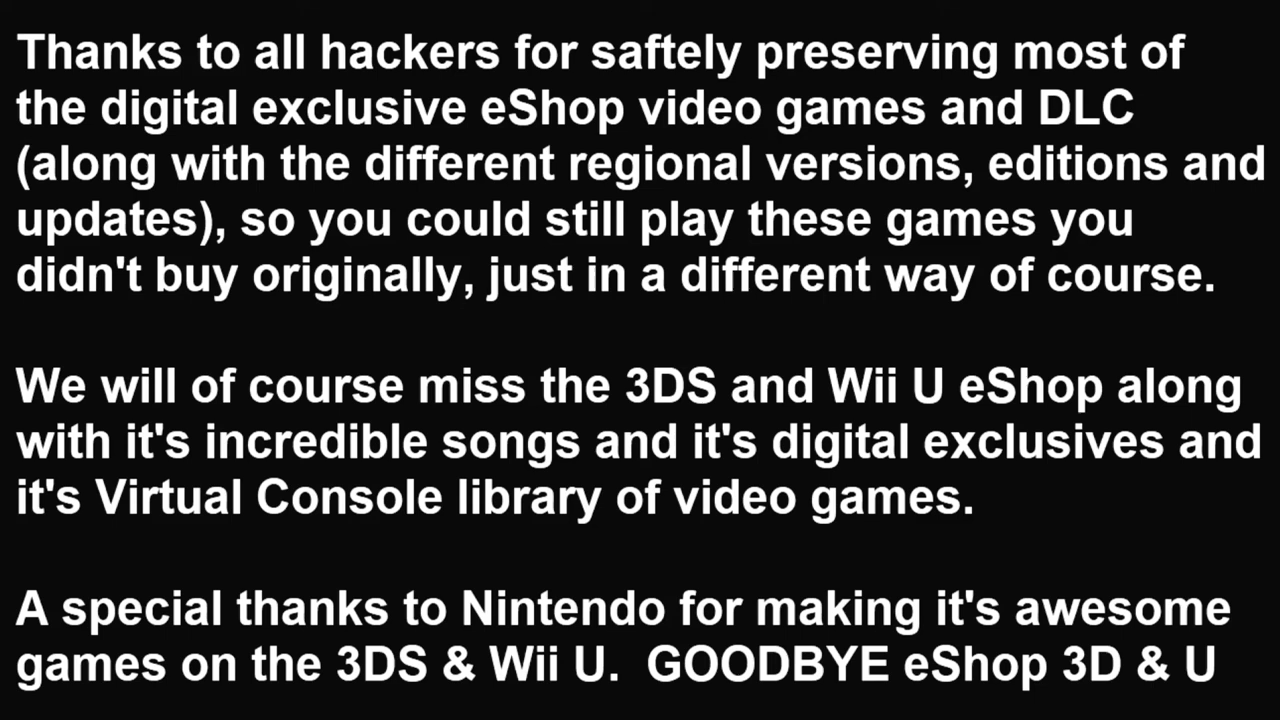 Thanks to all hackers for saftely preserving most of
the digital exclusive eShop video games and DLC
(along with the different regional versions, editions and
updates), so you could still play these games you
didn't buy originally, just in a different way of course.
We will of course miss the 3DS and Wii U eShop along
with it's incredible songs and it's digital exclusives and
it's Virtual Console library of video games.
A special thanks to Nintendo for making it's awesome
games on the 3DS & Wii U.  GOODBYE eShop 3D & U